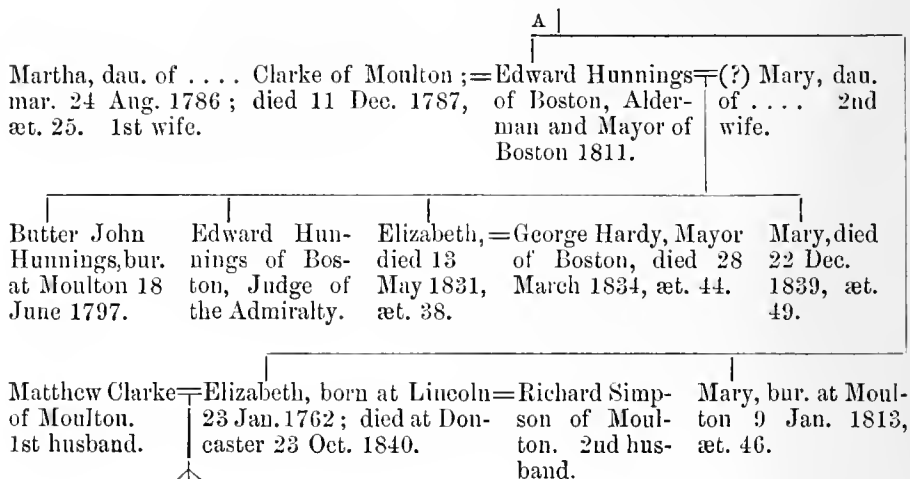 A
Martha, dau. of .... Clarke of Moulton ;=Edward Hunnings=(?) Mary, dau.
mar. 24 Aug. 1786 ; died 11 Dec. 1787, of Boston, Alder- of .... 2nd
æt. 25. 1st wife. man and Mayor of wife.
Boston 1811.
Butter John Edward Hun- Elizabeth,=George Hardy, Mayor Mary, died
Hunnings, bur. nings of Bos- died 13 of Boston, died 28 22 Dec.
at Moulton 18 ton, Judge of May 1831, March 1834, æt. 44. 1839, æt.
June 1797. the Admiralty. æt. 38. 49.
Matthew Clarke=Elizabeth, born at Lincoln=Richard Simp- Mary, bur. at Moul-
of Moulton. 23 Jan. 1762 ; died at Don- son of Moul- ton 9 Jan. 1813,
1st husband. caster 23 Oct. 1840. ton. 2nd hus- æt. 46.
band.